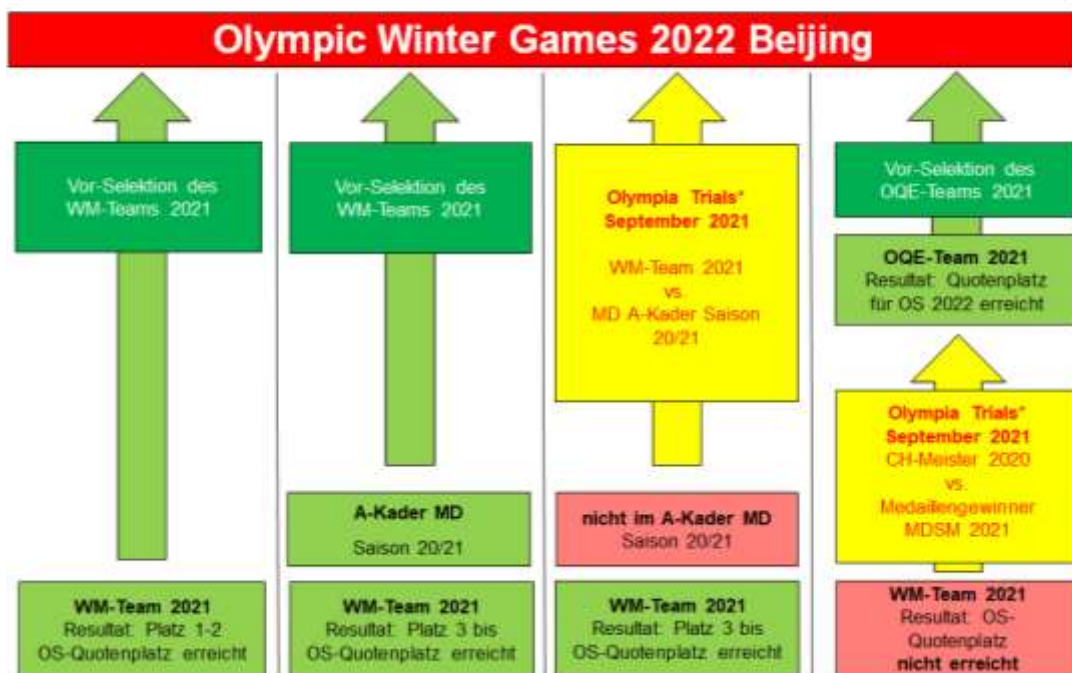 Olympic Winter Games 2022 Beijing
Vor-Selektion des
WM-Teams 2021
WM-Team 2021
Resultat: Platz 1-2
OS-Quotenplatz erreicht
Vor-Selektion des
WM-Teams 2021
A-Kader MD
Saison 20/21
WM-Team 2021
Resultat: Platz 3 bis
OS-Quotenplatz erreicht
Olympia Trials*
September 2021
WM-Team 2021
vs.
MD A-Kader Saison
20/21
nicht im A-Kader MD
Saison 20/21
WM-Team 2021
Resultat: Platz 3 bis
OS-Quotenplatz erreicht
Vor-Selektion des
OQE-Teams 2021
OQE-Team 2021
Resultat: Quotenplatz
für OS 2022 erreicht
Olympia Trials*
September 2021
CH-Meister 2020
vs.
Medaillengewinner
MDSM 2021
WM-Team 2021
Resultat: OS-
Quotenplatz
nicht erreicht